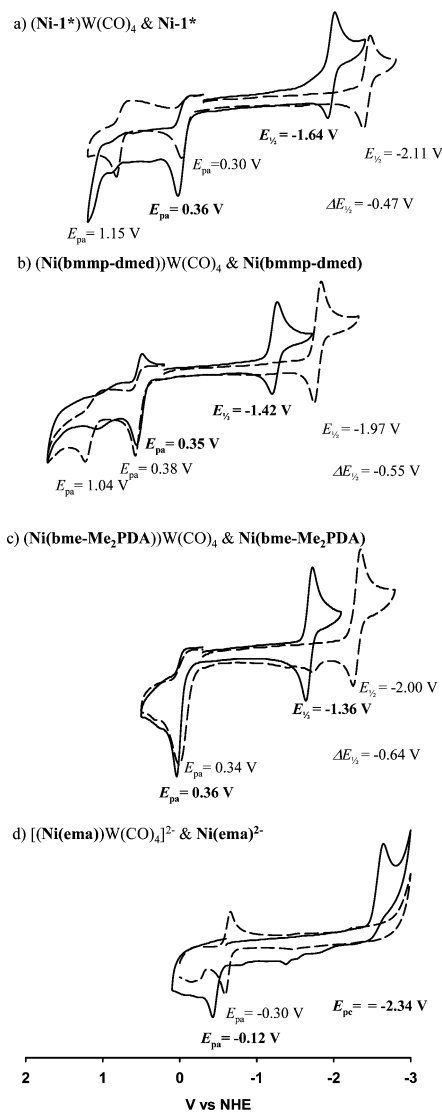 a) (Ni-1*)W(CO)₄ & Ni-1*
E½ = -1.64 V
E½ = -2.11 V
Epa= 0.30 V
Epa= 0.36 V
ΔE½ = -0.47 V
Epa= 1.15 V
b) (Ni(bmmp-dmed))W(CO)₄ & Ni(bmmp-dmed)
E½ = -1.42 V
E½ = -1.97 V
Epa= 0.35 V
Epa= 0.38 V
ΔE½ = -0.55 V
Epa= 1.04 V
c) (Ni(bme-Me₂PDA))W(CO)₄ & Ni(bme-Me₂PDA)
E½ = -2.00 V
E½ = -1.36 V
Epa= 0.34 V
ΔE½ = -0.64 V
Epa= 0.36 V
d) [(Ni(ema))W(CO)₄]²⁻ & Ni(ema)²⁻
Epa= -0.30 V
Epc= = -2.34 V
Epa= -0.12 V
2 1 0 -1 -2 -3
V vs NHE